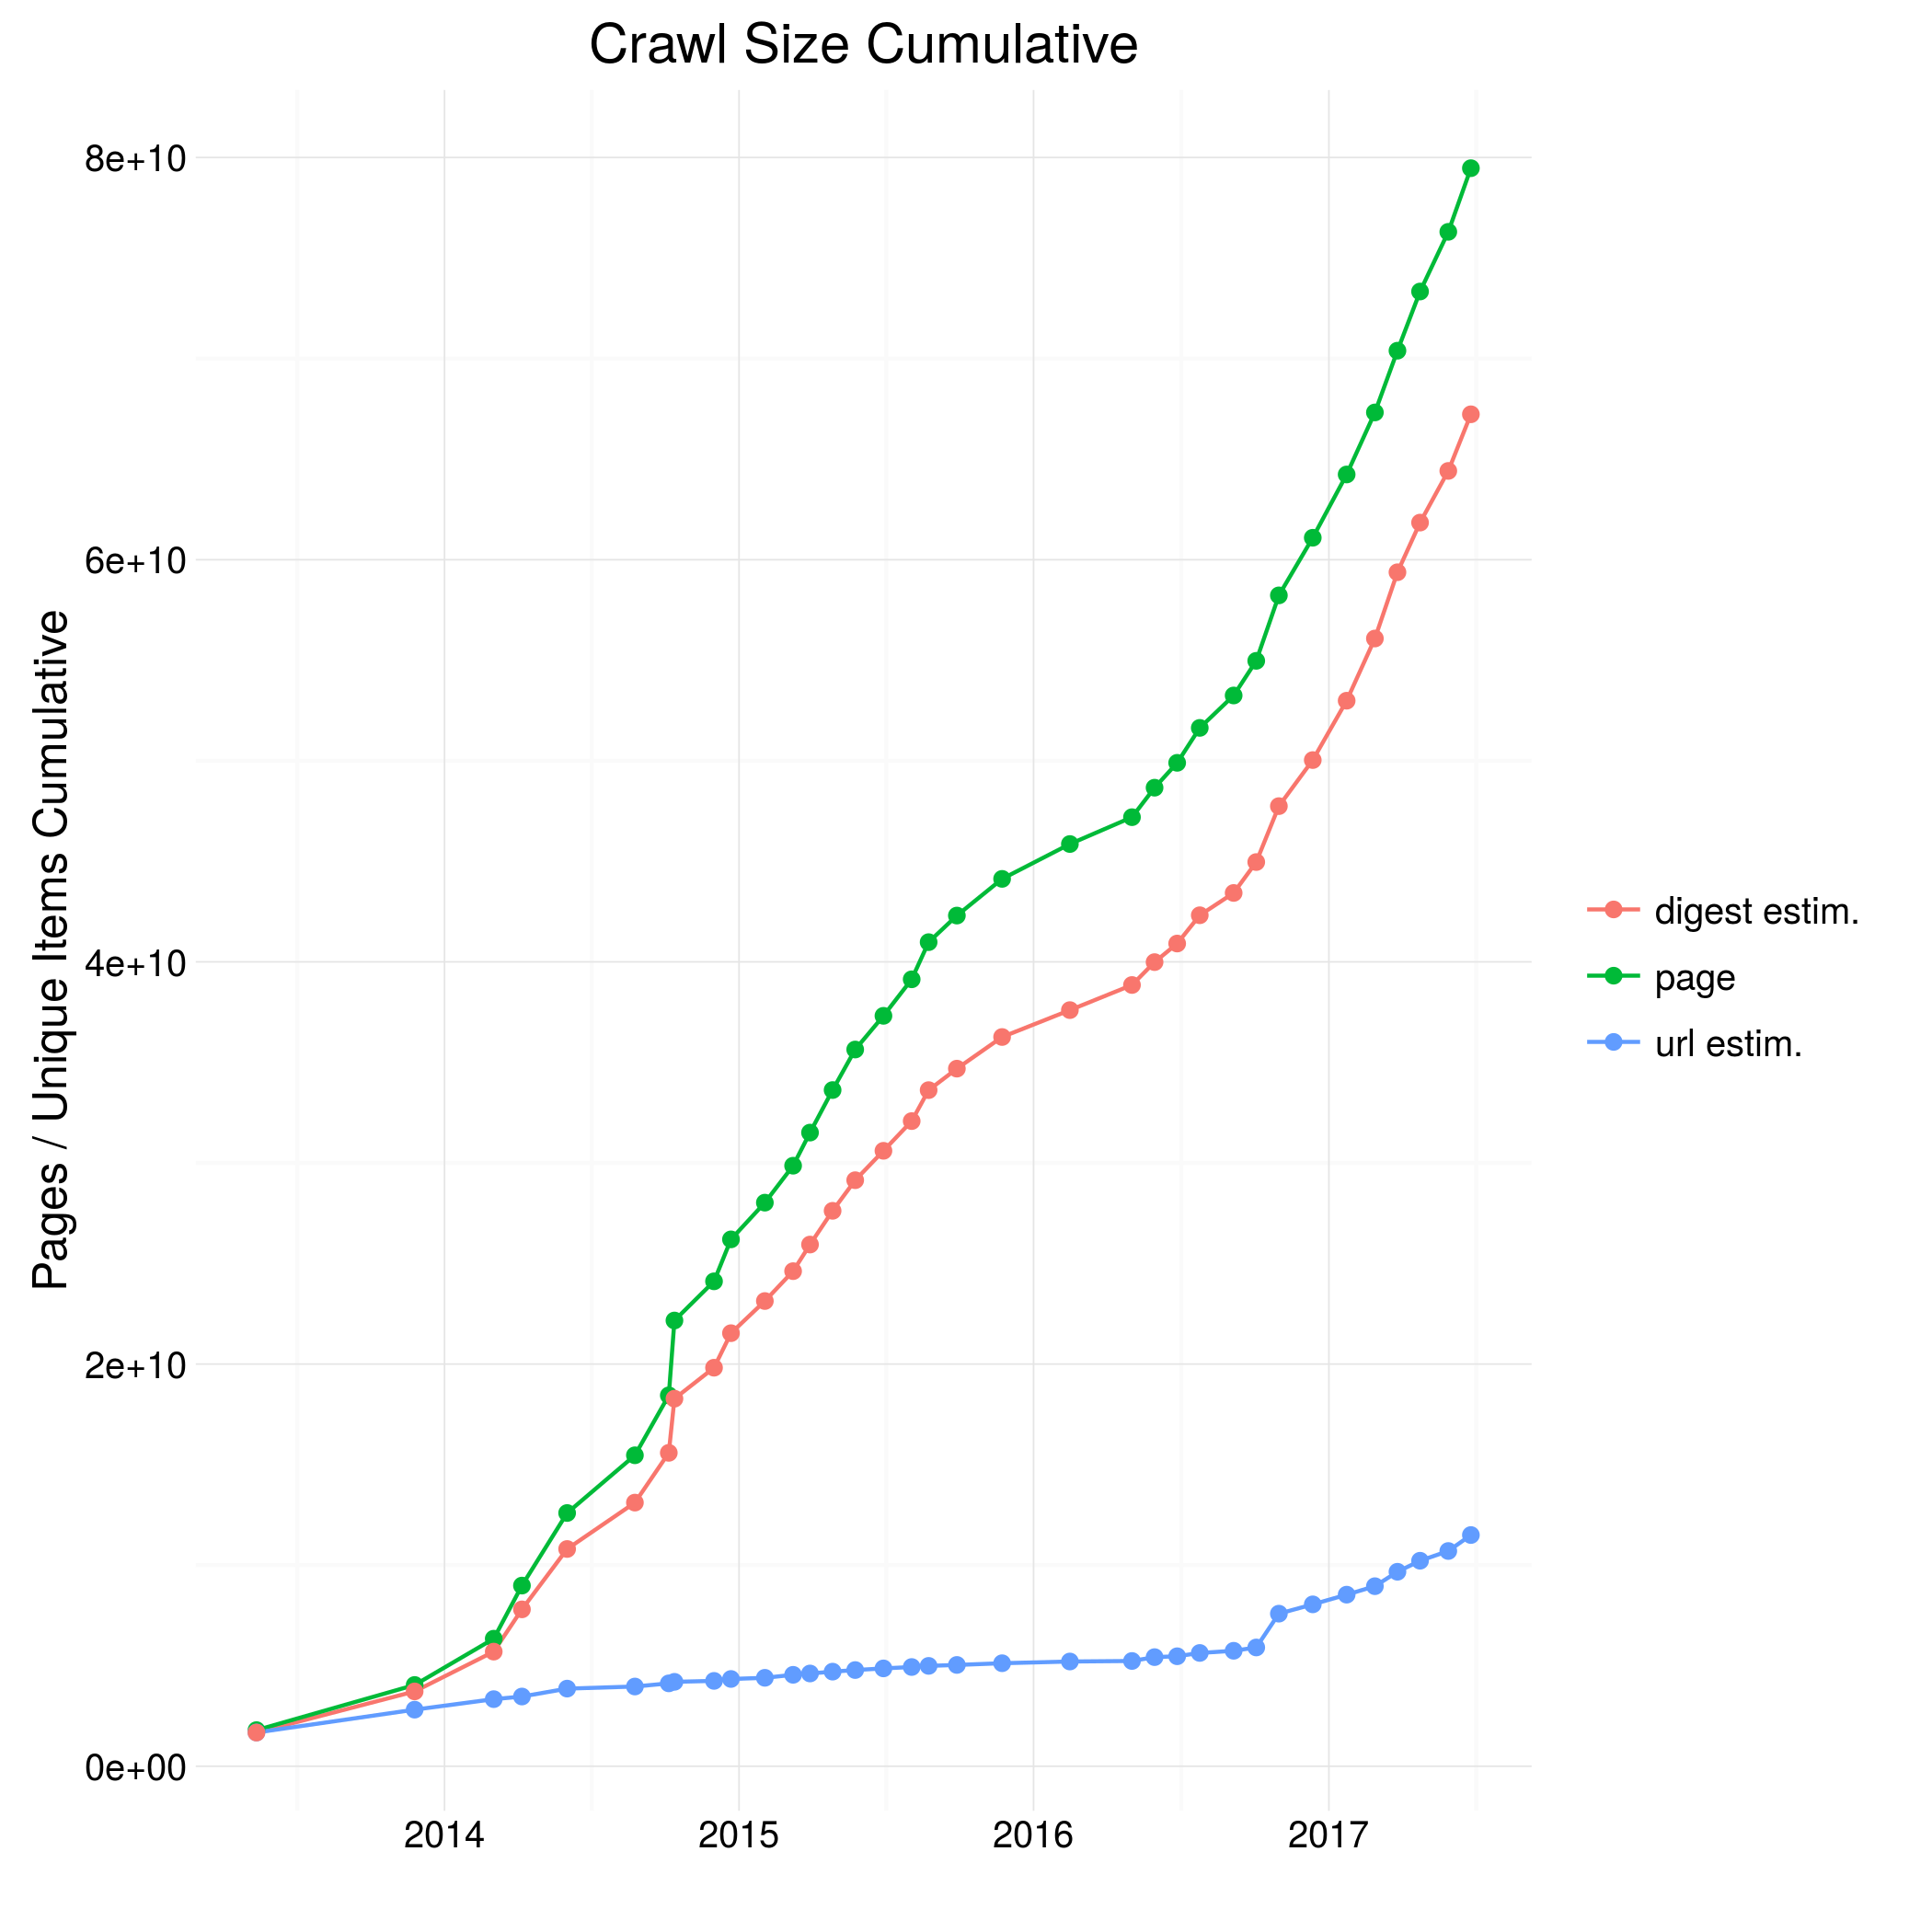 Crawl Size Cumulative
Pages / Unique Items Cumulative
8e+10
6e+10
4e+10
2e+10
0e+00
2014
2015
2016
2017
digest estim.
page
url estim.